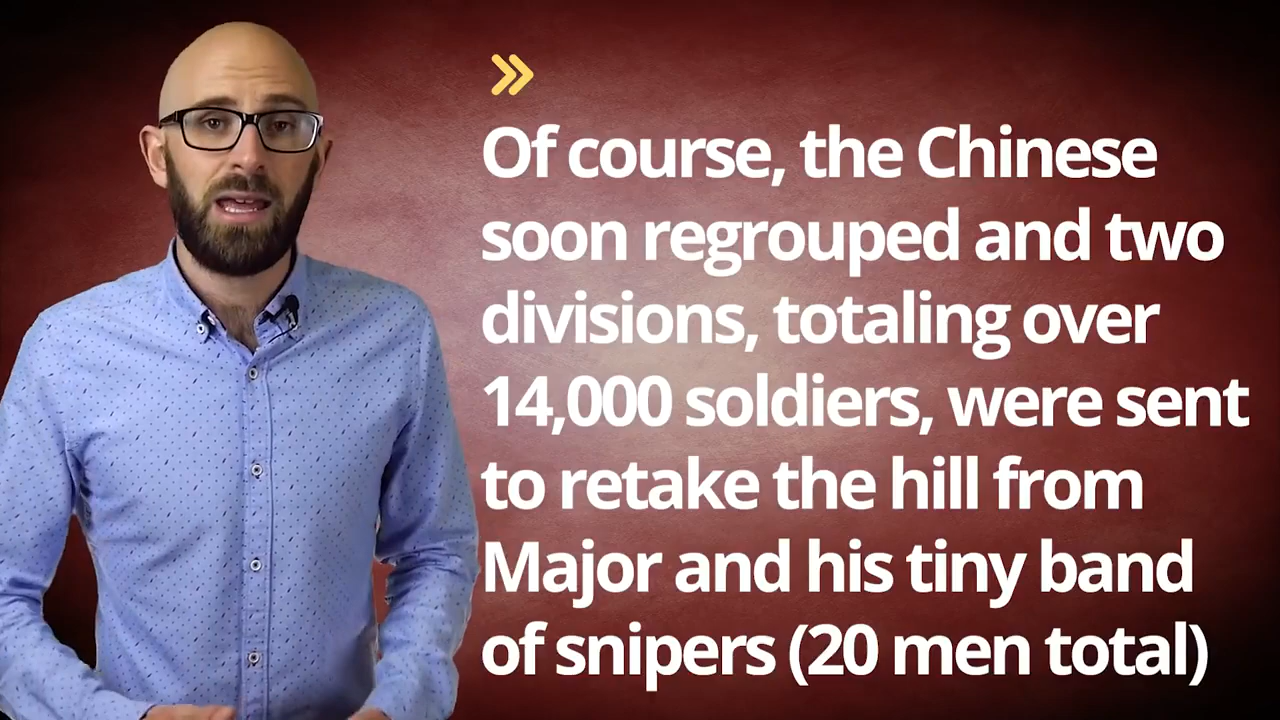 Of course, the Chinese
soon regrouped and two
divisions, totaling over
14,000 soldiers, were sent
to retake the hill from
Major and his tiny band
of snipers (20 men total)